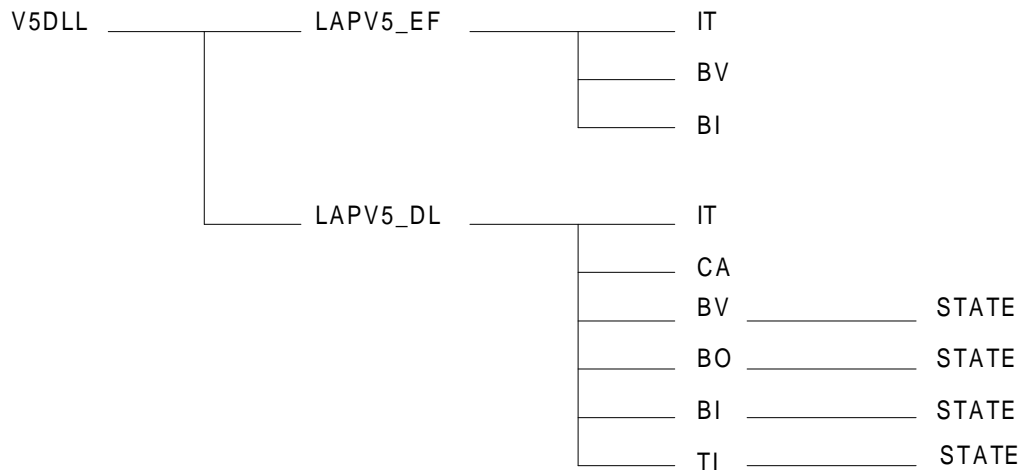 V5DLL LAPV5_EF IT
BV
BI
LAPV5_DL IT
CA
BV STATE
BO STATE
BI STATE
TI STATE